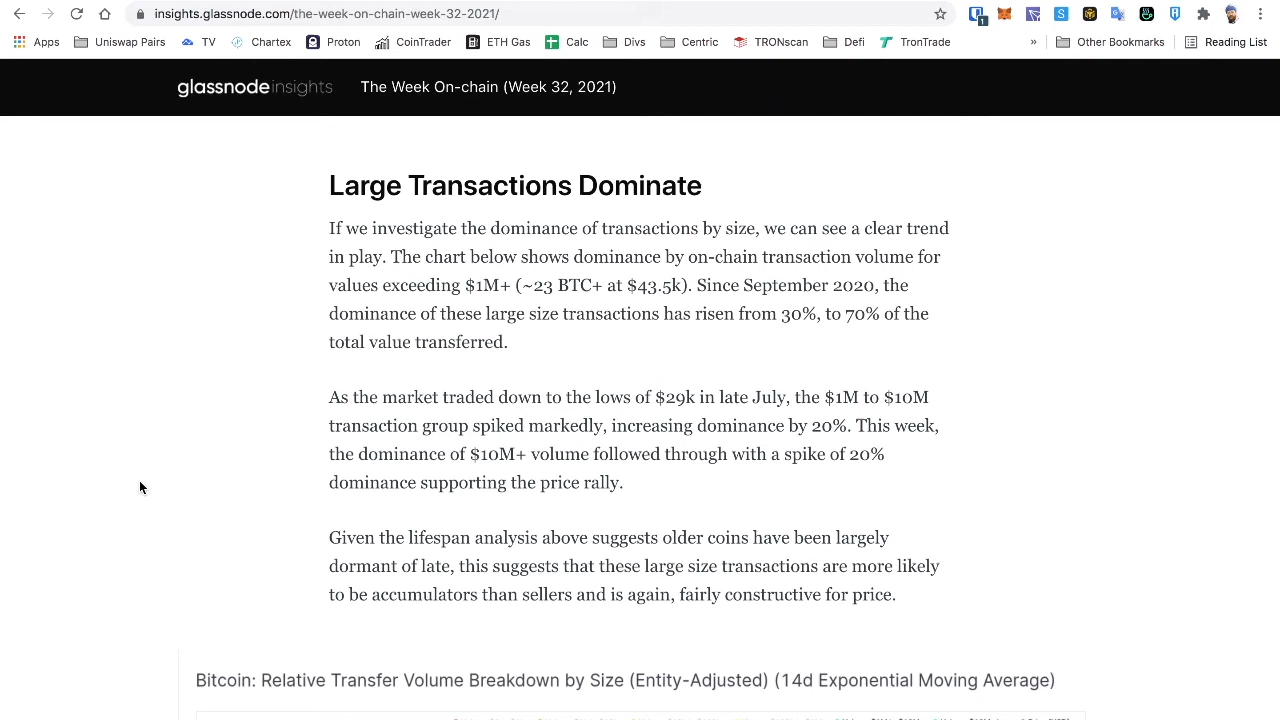 insights.glassnode.com/the-week-on-chain-week-32-2021/
Apps Uniswap Pairs TV Chartex Proton CoinTrader ETH Gas Calc Divs Centric TRONscan Defi TronTrade » Other Bookmarks Reading List
glassnodeinsights The Week On-chain (Week 32, 2021)
Large Transactions Dominate
If we investigate the dominance of transactions by size, we can see a clear trend
in play. The chart below shows dominance by on-chain transaction volume for
values exceeding $1M+ (~23 BTC+ at $43.5k). Since September 2020, the
dominance of these large size transactions has risen from 30%, to 70% of the
total value transferred.
As the market traded down to the lows of $29k in late July, the $1M to $10M
transaction group spiked markedly, increasing dominance by 20%. This week,
the dominance of $10M+ volume followed through with a spike of 20%
dominance supporting the price rally.
Given the lifespan analysis above suggests older coins have been largely
dormant of late, this suggests that these large size transactions are more likely
to be accumulators than sellers and is again, fairly constructive for price.
Bitcoin: Relative Transfer Volume Breakdown by Size (Entity-Adjusted) (14d Exponential Moving Average)